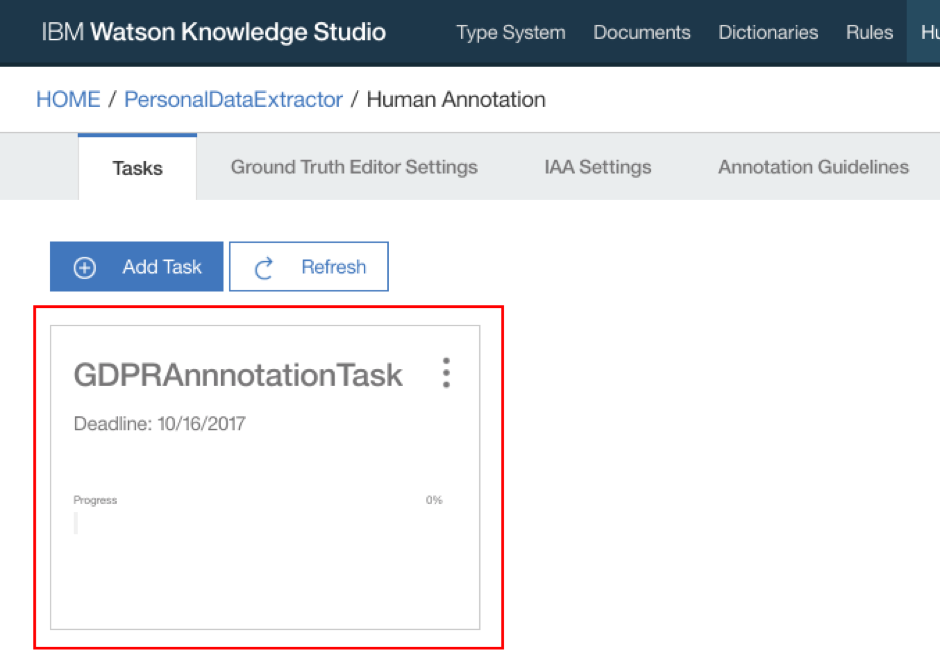 IBM Watson Knowledge Studio Type System Documents Dictionaries Rules Hu
HOME / PersonalDataExtractor / Human Annotation
Tasks Ground Truth Editor Settings IAA Settings Annotation Guidelines
Add Task Refresh
GDPRAnnnotationTask
Deadline: 10/16/2017
Progress 0%